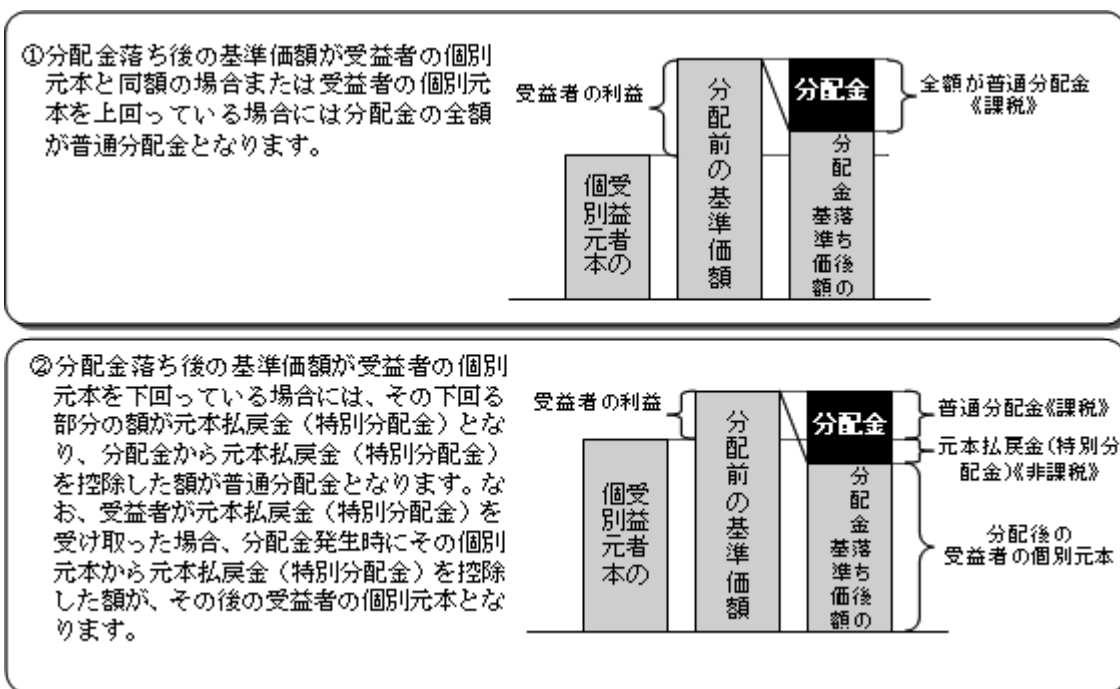 ①分配金落ち後の基準価額が受益者の個別
元本と同額の場合または受益者の個別元
本を上回っている場合には分配金の全額
が普通分配金となります。
受益者の利益
受益者の
個別元本
分配前の基準価額
分配金
分配金落ち後の
基準価額
全額が普通分配金
《課税》
②分配金落ち後の基準価額が受益者の個別
元本を下回っている場合には、その下回る
部分の額が元本払戻金（特別分配金）とな
り、分配金から元本払戻金（特別分配金）
を控除した額が普通分配金となります。な
お、受益者が元本払戻金（特別分配金）を
受け取った場合、分配金発生時にその個別
元本から元本払戻金（特別分配金）を控除
した額が、その後の受益者の個別元本とな
ります。
受益者の利益
受益者の
個別元本
分配前の基準価額
分配金
分配金落ち後の
基準価額
普通分配金《課税》
元本払戻金(特別分
配金)《非課税》
分配後の
受益者の個別元本